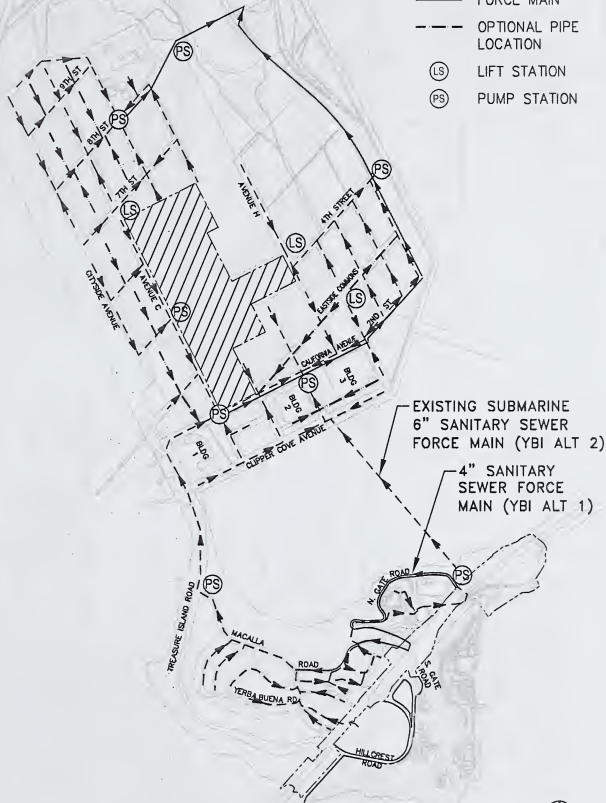 FORCE MAIN
OPTIONAL PIPE
LOCATION
LS LIFT STATION
PS PUMP STATION
PS
9TH ST
8TH ST
PS
7TH ST
AVENUE H
PS
4TH STREET
LS
LS
CITYSIDE AVENUE
AVENUE C
PS
EASTSIDE COMMONS
LS
2ND ST
CALIFORNIA AVENUE
PS
PS
BLDG 1
BLDG 2
BLDG 3
CLIPPER COVE AVENUE
EXISTING SUBMARINE
6" SANITARY SEWER
FORCE MAIN (YBI ALT 2)
4" SANITARY
SEWER FORCE
MAIN (YBI ALT 1)
PS
N. GATE ROAD
PS
TREASURE ISLAND ROAD
MACALLA
ROAD
YERBA BUENA RD
S GATE ROAD
HILLCREST ROAD